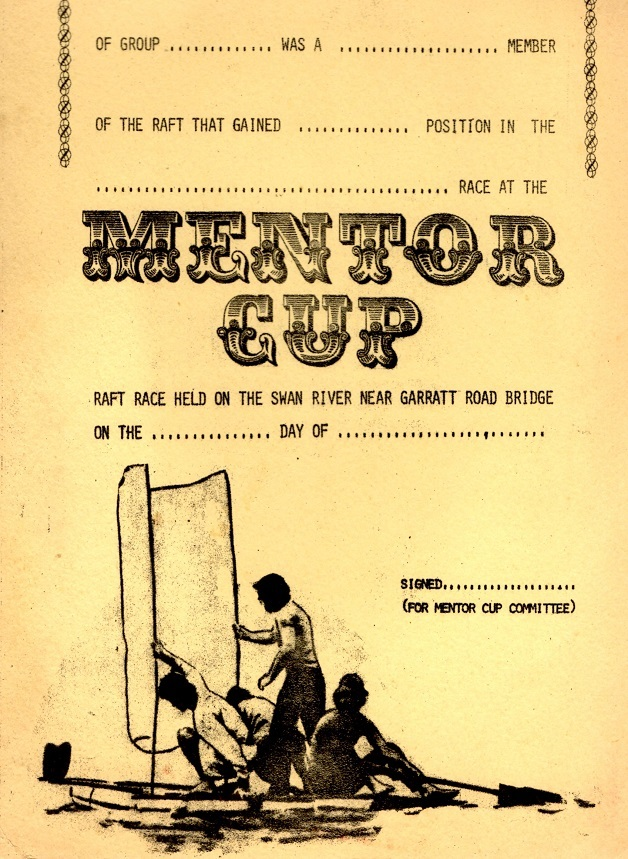 OF GROUP .............. WAS A ..................... MEMBER
OF THE RAFT THAT GAINED .............. POSITION IN THE
.............................................. RACE AT THE
MENTOR
CUP
RAFT RACE HELD ON THE SWAN RIVER NEAR GARRATT ROAD BRIDGE
ON THE ............... DAY OF ..........................
SIGNED....................
(FOR MENTOR CUP COMMITTEE)